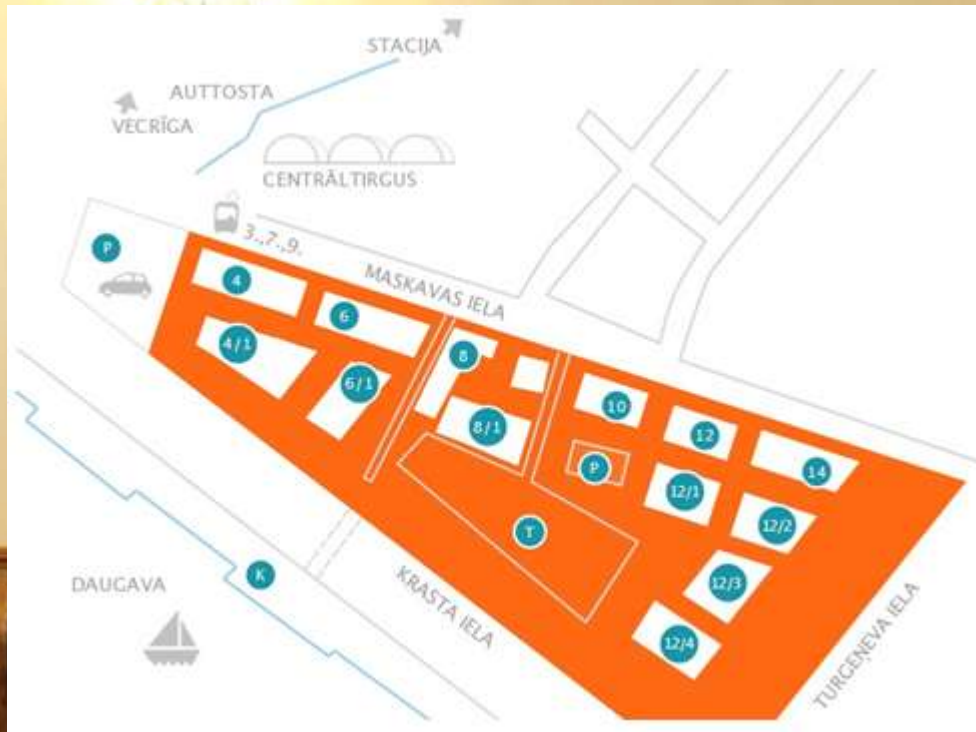 STACIJA
AUTTOSTA
VECRĪGA
CENTRĀLTIRGUS
P
3.,7.,9.
MASKAVAS IELA
4
6
4/1
6/1
8
8/1
10
12
14
P
12/1
12/2
T
12/3
12/4
K
DAUGAVA
KRASTA IELA
TURGEŅEVA IELA